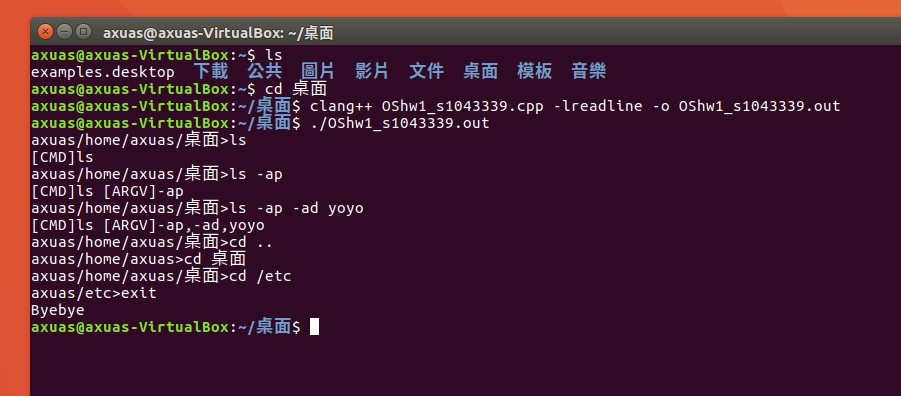 axuas@axuas-VirtualBox: ~/桌面
axuas@axuas-VirtualBox:~$ ls
examples.desktop  下載  公共  圖片  影片  文件  桌面  模板  音樂
axuas@axuas-VirtualBox:~$ cd 桌面
axuas@axuas-VirtualBox:~/桌面$ clang++ OShw1_s1043339.cpp -lreadline -o OShw1_s1043339.out
axuas@axuas-VirtualBox:~/桌面$ ./OShw1_s1043339.out
axuas/home/axuas/桌面>ls
[CMD]ls
axuas/home/axuas/桌面>ls -ap
[CMD]ls [ARGV]-ap
axuas/home/axuas/桌面>ls -ap -ad yoyo
[CMD]ls [ARGV]-ap,-ad,yoyo
axuas/home/axuas/桌面>cd ..
axuas/home/axuas>cd 桌面
axuas/home/axuas/桌面>cd /etc
axuas/etc>exit
Byebye
axuas@axuas-VirtualBox:~/桌面$